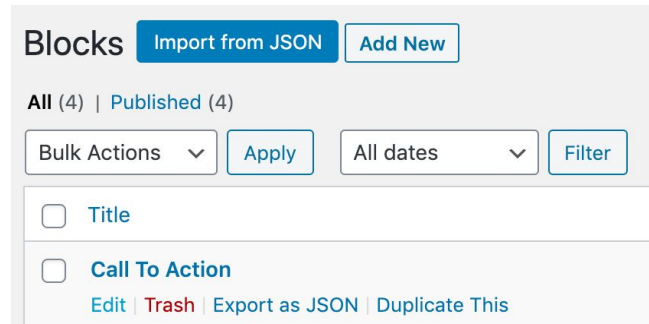 Blocks Import from JSON Add New
All (4) | Published (4)
Bulk Actions Apply All dates Filter
Title
Call To Action
Edit | Trash | Export as JSON | Duplicate This